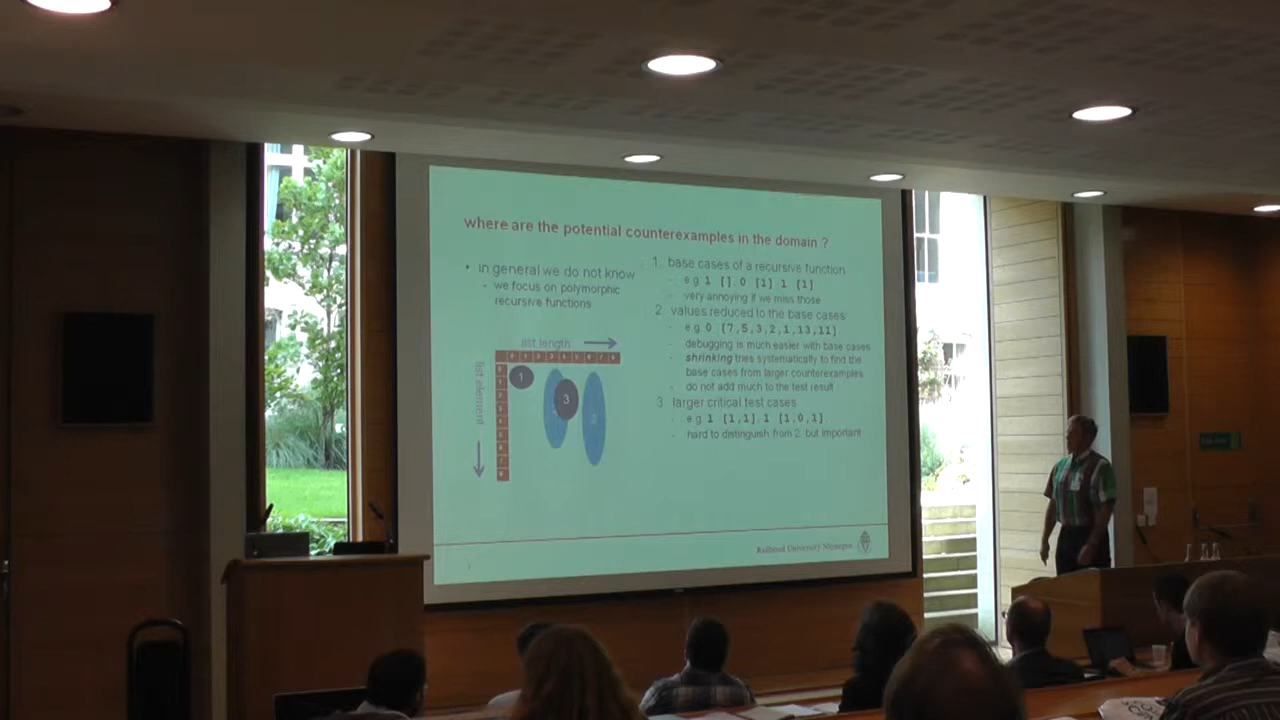 where are the potential counterexamples in the domain ?
• in general we do not know
- we focus on polymorphic
recursive functions
list length
list element
1
3
1. base cases of a recursive function
- e.g. 1 [], 0 [1] 1 [1]
- very annoying if we miss those
2. values reduced to the base cases
- e.g. 0 [7,5,3,2,1,13,11]
- debugging is much easier with base cases
- shrinking tries systematically to find the
base cases from larger counterexamples
- do not add much to the test result
3. larger critical test cases
- e.g. 1 [1,1], 1 [1,0,1]
- hard to distinguish from 2, but important
Radboud University Nijmegen